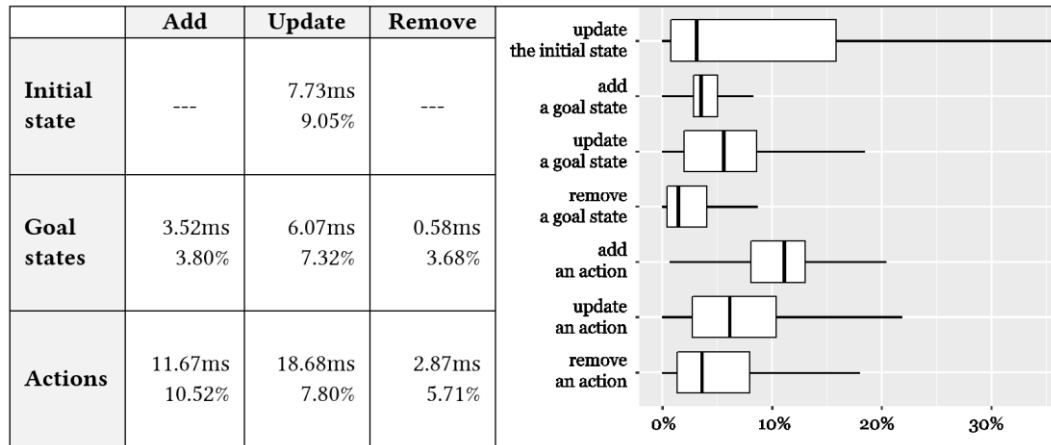 Add Update Remove
Initial
state
--- 7.73ms ---
9.05%
Goal
states
3.52ms 6.07ms 0.58ms
3.80% 7.32% 3.68%
Actions
11.67ms 18.68ms 2.87ms
10.52% 7.80% 5.71%
update
the initial state
add
a goal state
update
a goal state
remove
a goal state
add
an action
update
an action
remove
an action
0% 10% 20% 30%